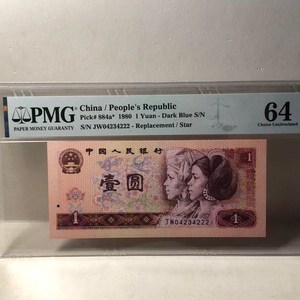 PMG
PAPER MONEY GUARANTY
China / People's Republic
Pick# 884a* 1980 1 Yuan - Dark Blue S/N
S/N JW04234222 - Replacement / Star
64
Choice Uncirculated
中国人民银行
壹圆
1
1
JW04234222